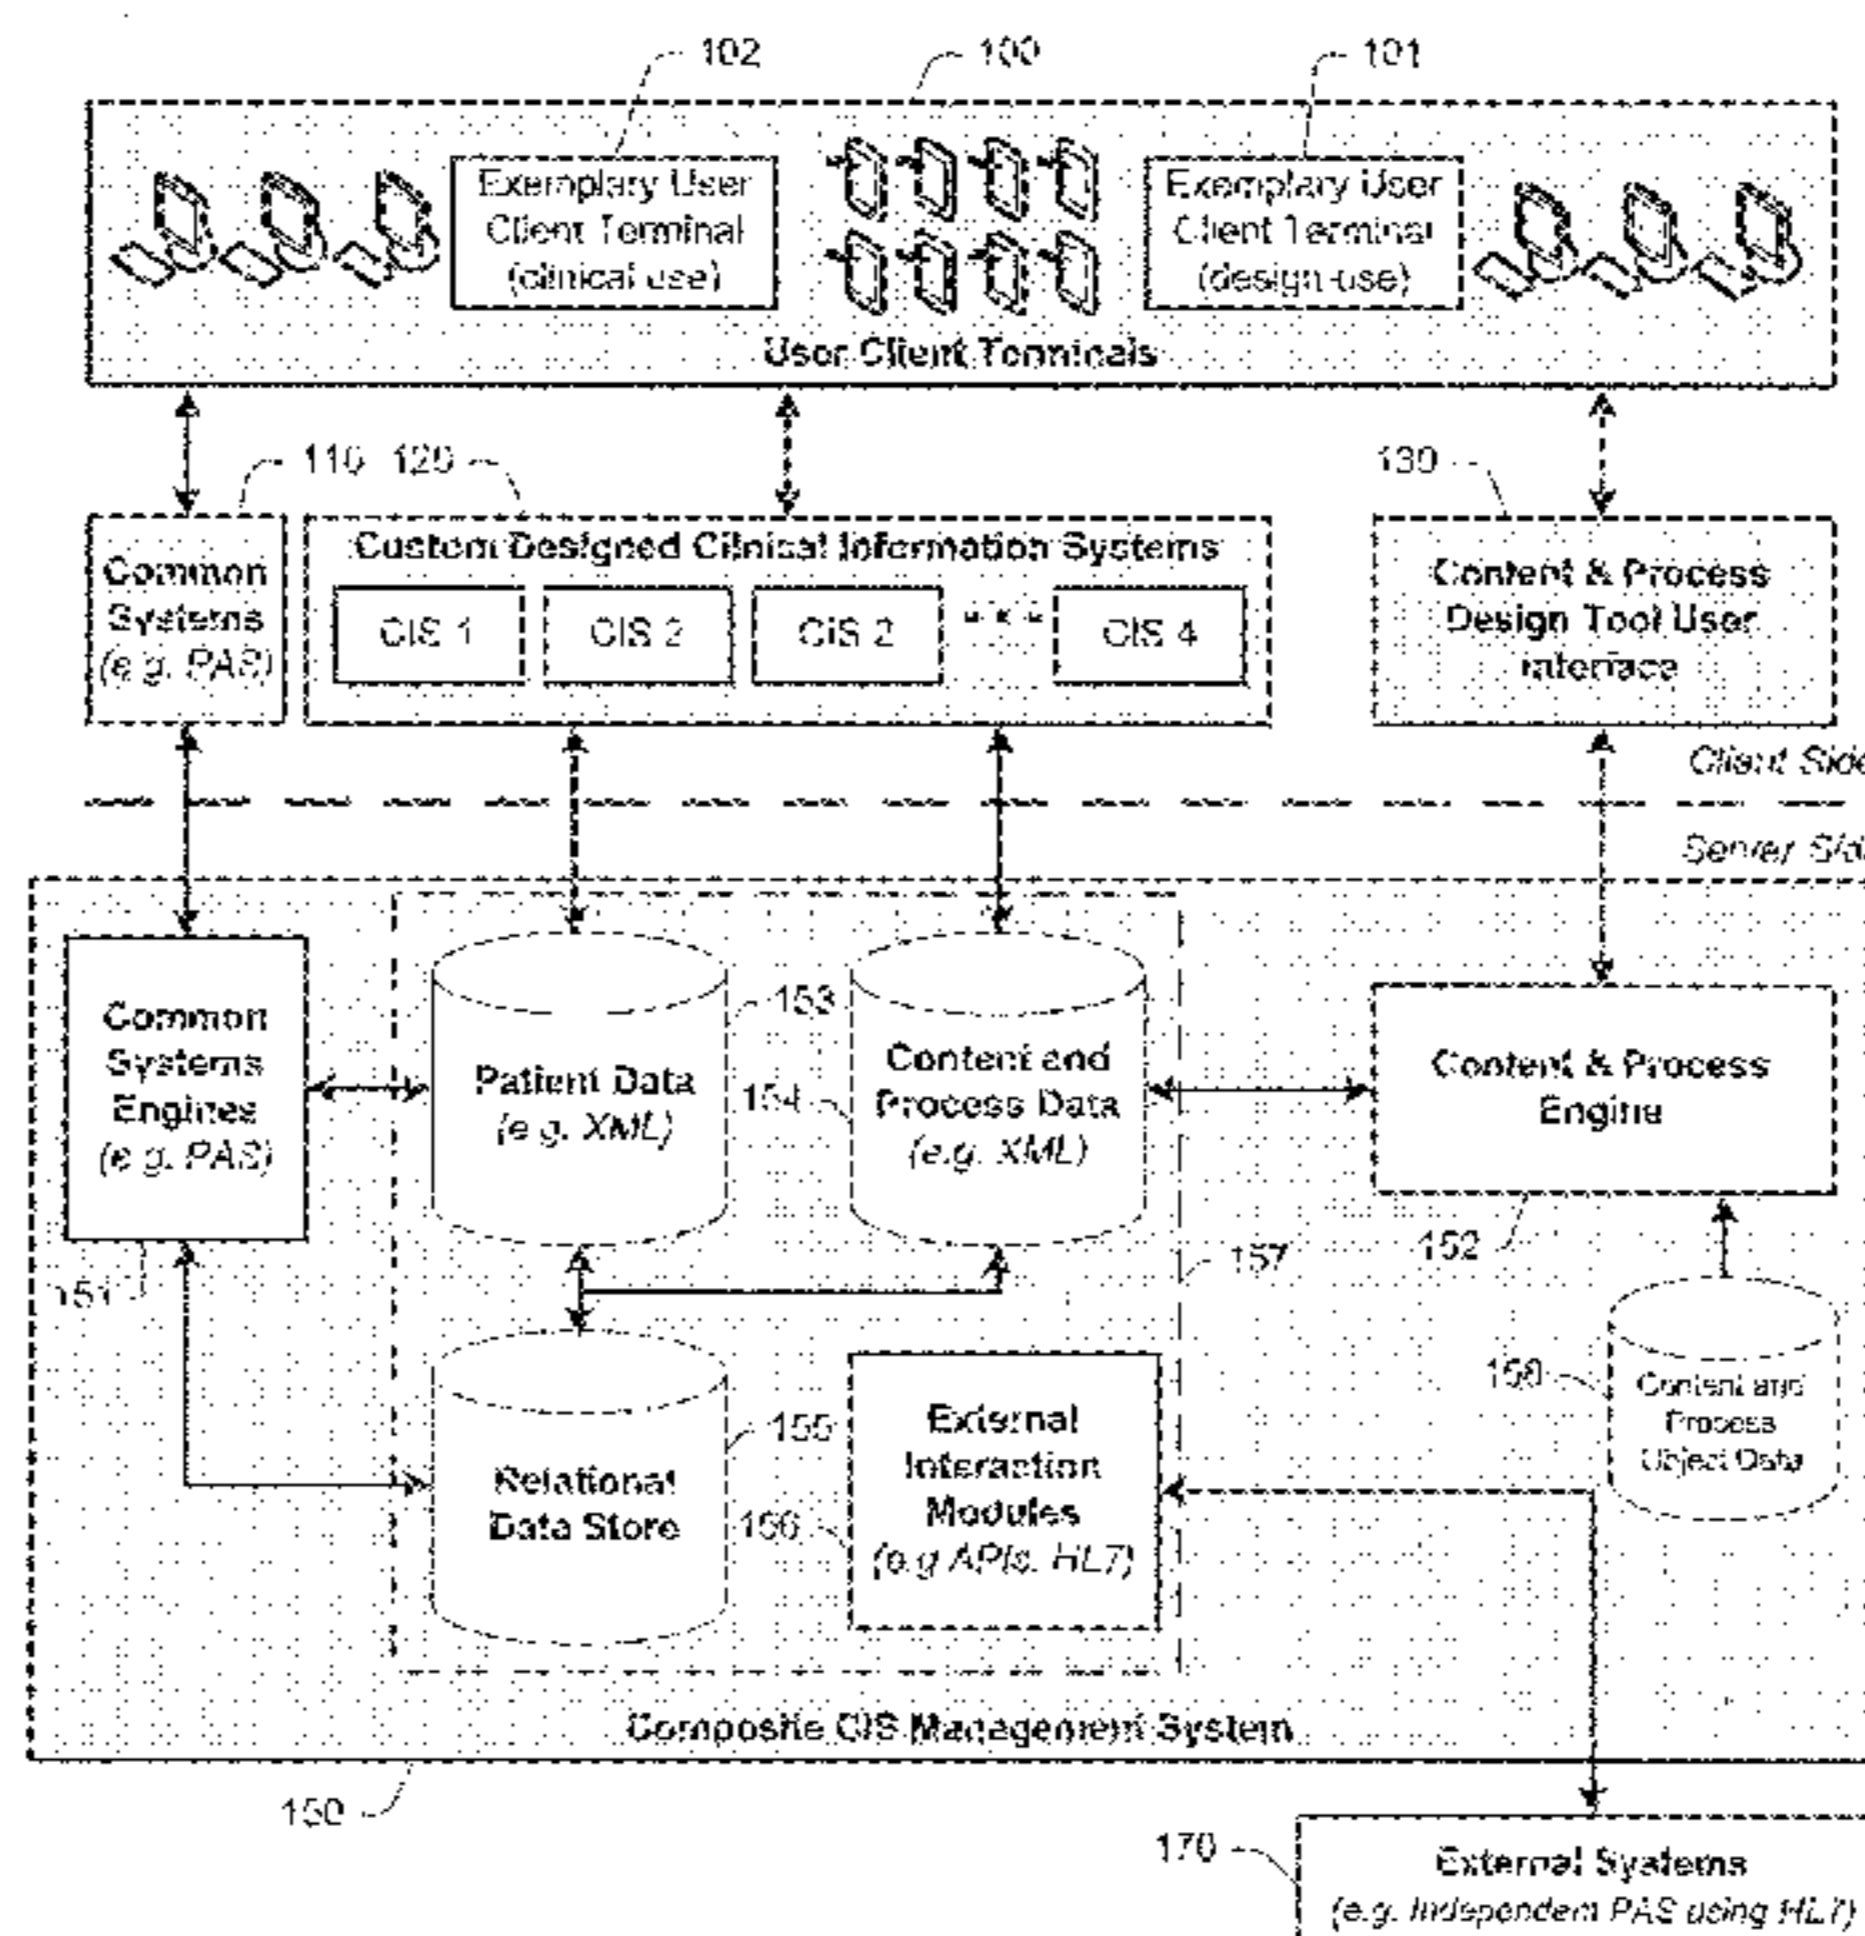 102
100
101
Exemplary User
Client Terminal
(clinical use)
Exemplary User
Client Terminal
(design use)
User Client Terminals
110
120
130
Common
Systems
(e.g. PAS)
Custom Designed Clinical Information Systems
CIS 1
CIS 2
CIS 2
CIS 4
Content & Process
Design Tool User
Interface
Client Side
Server Side
Common
Systems
Engines
(e.g. PAS)
Patient Data
(e.g. XML)
153
154
Content and
Process Data
(e.g. XML)
Content & Process
Engine
151
152
157
Relational
Data Store
155
156
External
Interaction
Modules
(e.g APIs, HL7)
158
Content and
Process
Object Data
Composite CIS Management System
150
170
External Systems
(e.g. Independent PAS using HL7)